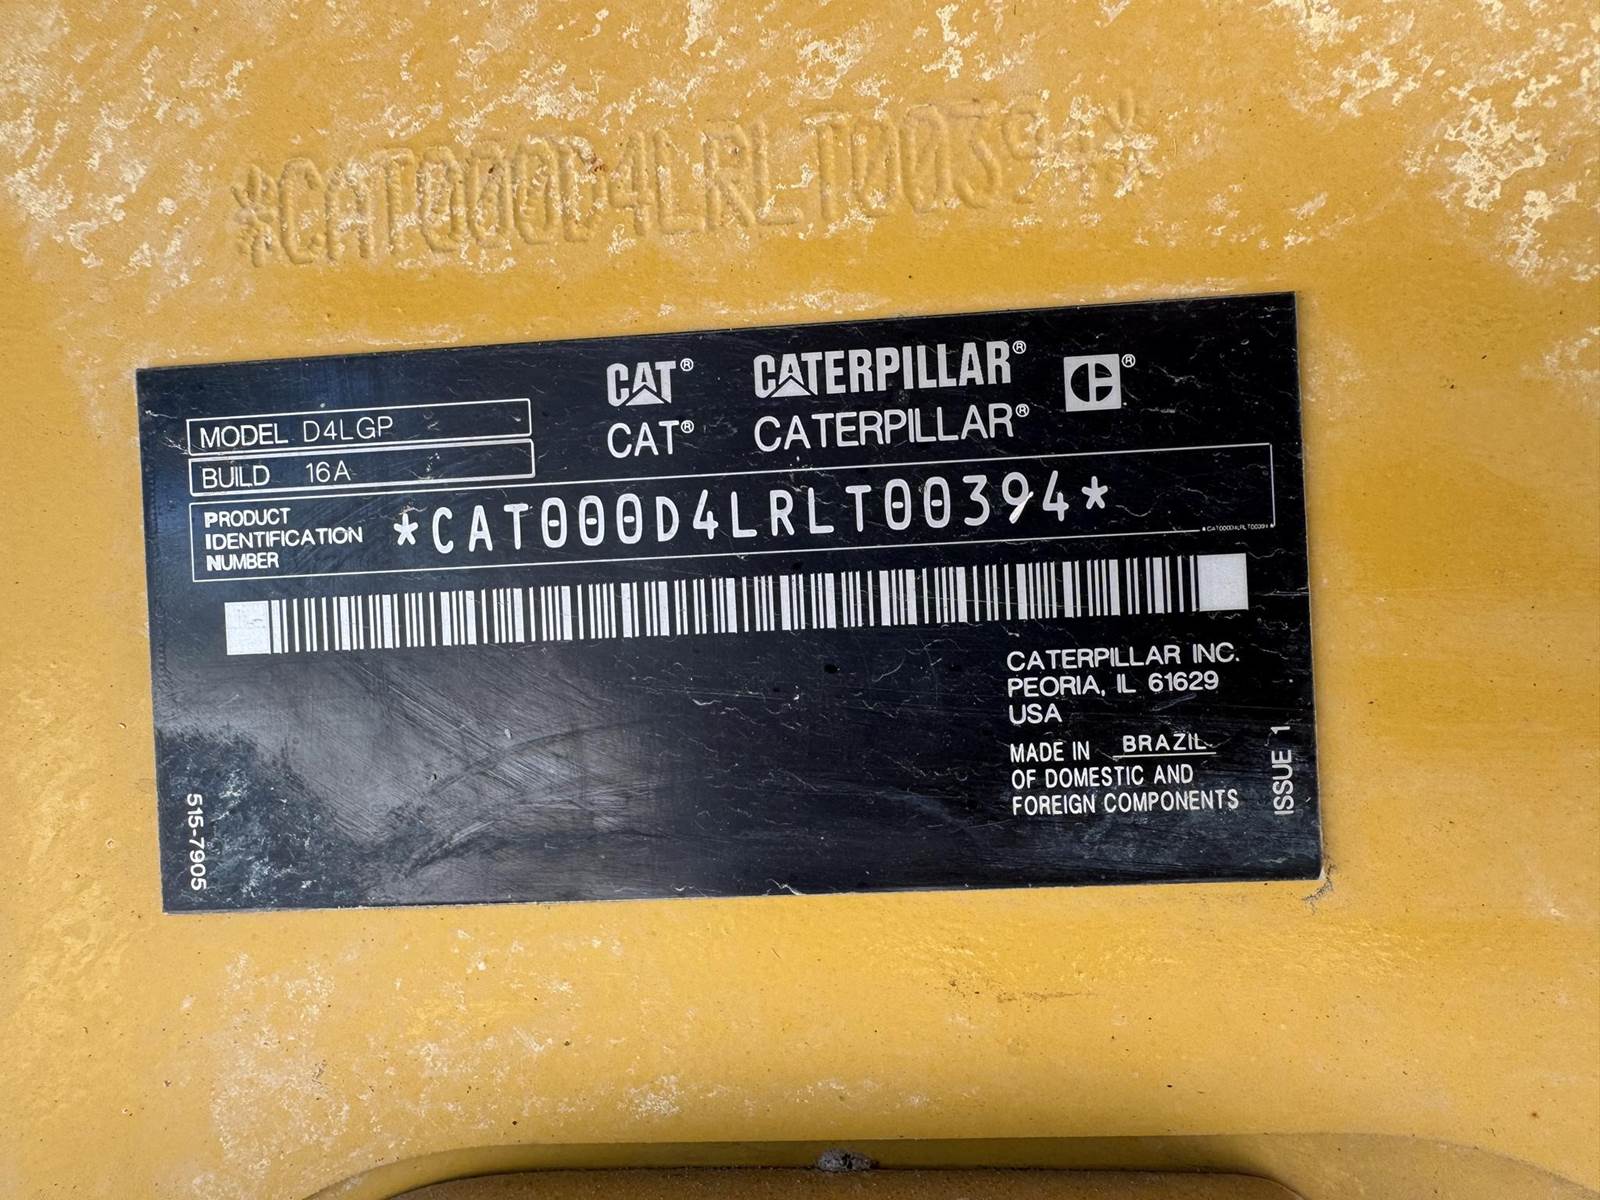 *CAT000D4LRLT00394*
CAT® CATERPILLAR® C®
CAT® CATERPILLAR®
MODEL D4LGP
BUILD 16A
PRODUCT
IDENTIFICATION
NUMBER
*CAT000D4LRLT00394*
*CAT000D4LRLT00394*
CATERPILLAR INC.
PEORIA, IL 61629
USA
MADE IN BRAZIL
OF DOMESTIC AND
FOREIGN COMPONENTS
ISSUE 1
515-7905